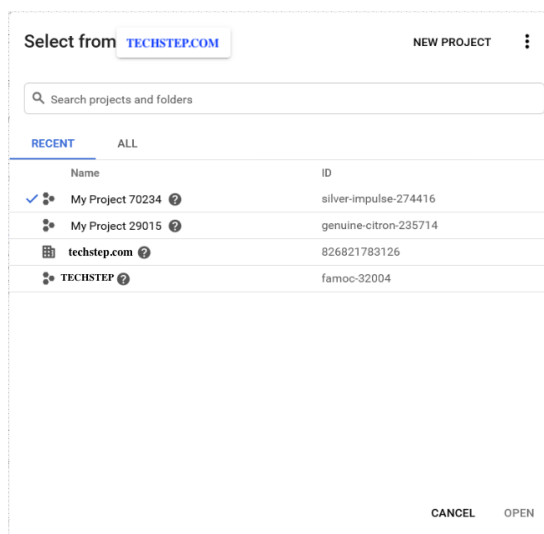 Select from TECHSTEP.COM NEW PROJECT
Search projects and folders
RECENT ALL
Name ID
My Project 70234 silver-impulse-274416
My Project 29015 genuine-citron-235714
techstep.com 826821783126
TECHSTEP famoc-32004
CANCEL OPEN